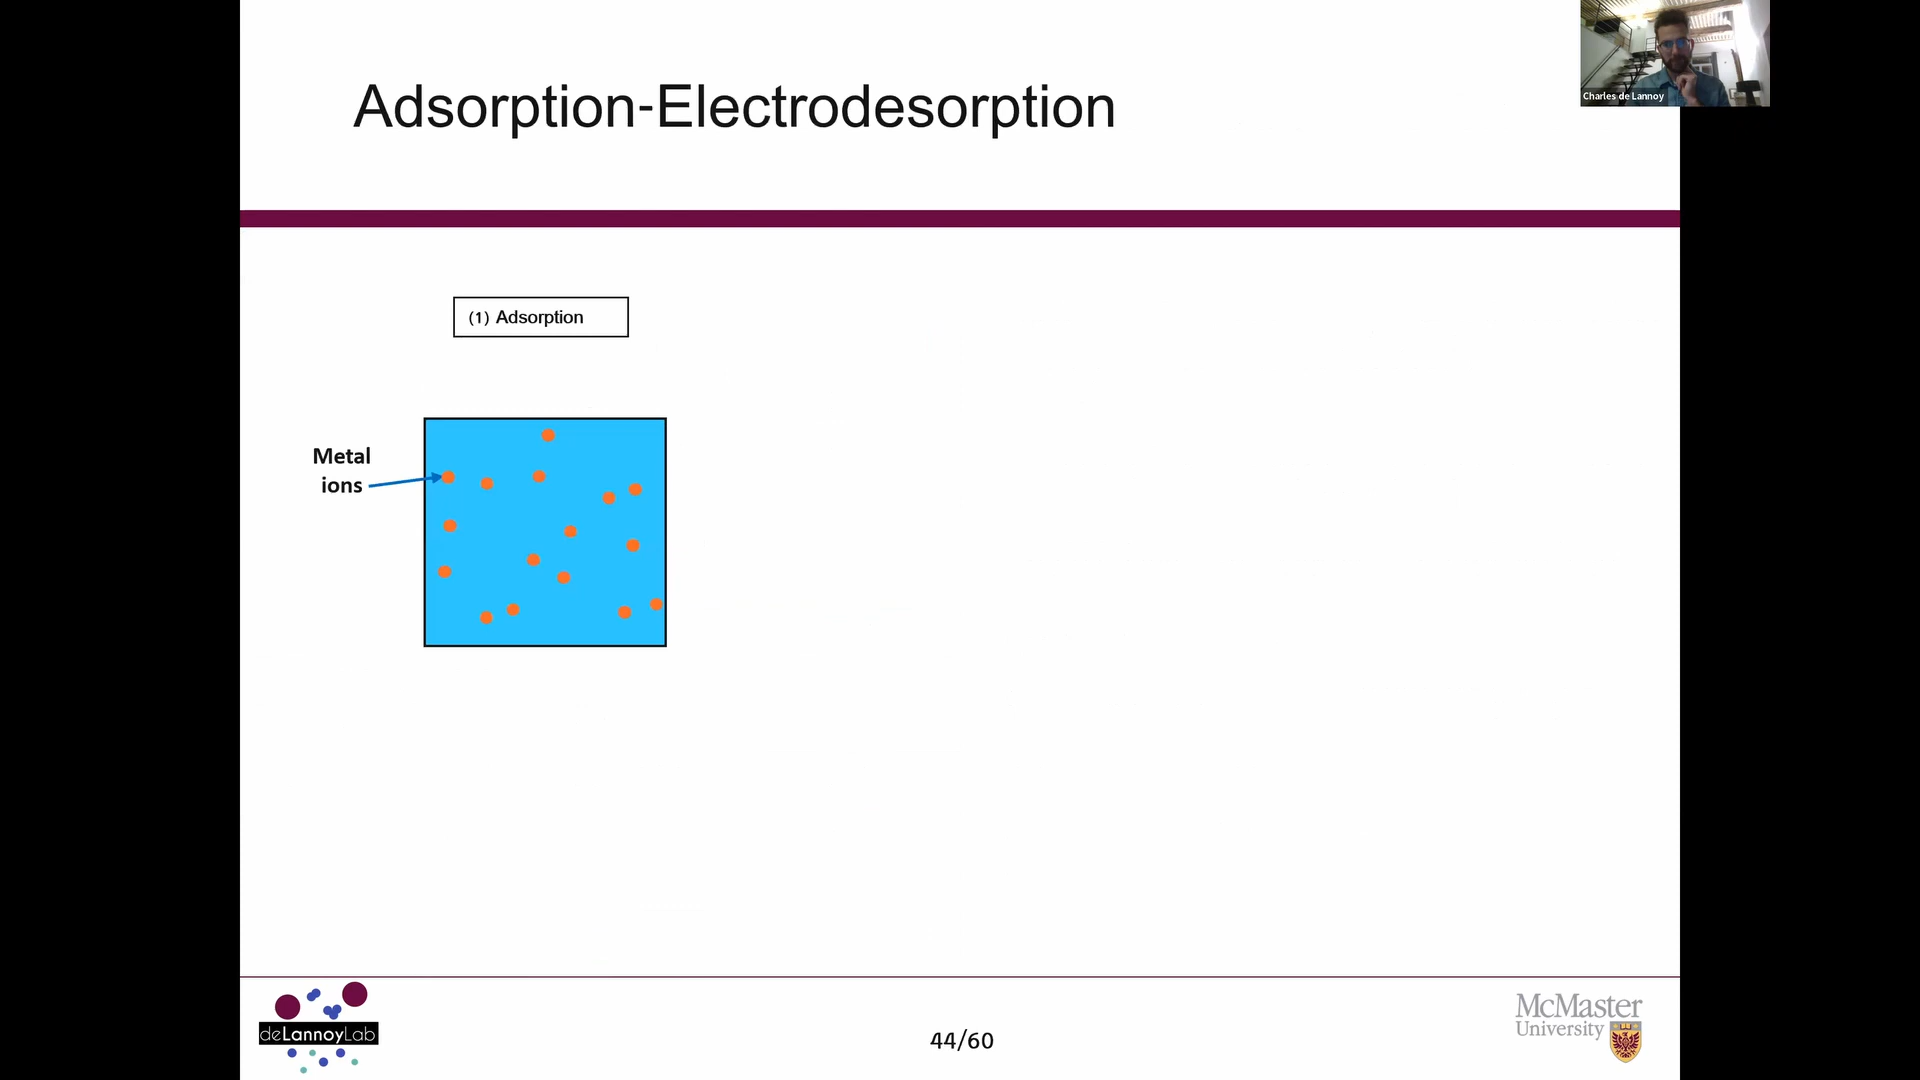 Adsorption-Electrodesorption
Charles de Lannoy
(1) Adsorption
Metal
ions
deLannoyLab
44/60
McMaster
University